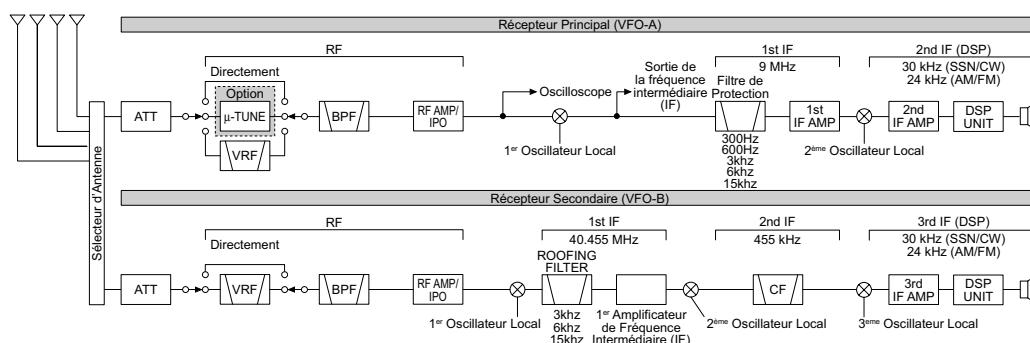 Récepteur Principal (VFO-A)
RF
1st IF
9 MHz
2nd IF (DSP)
30 kHz (SSN/CW)
24 kHz (AM/FM)
Directement
Option
µ-TUNE
VRF
ATT
BPF
RF AMP/
IPO
Oscilloscope
1er Oscillateur Local
Sortie de
la fréquence
intermédiaire
(IF)
Filtre de
Protection
300Hz
600Hz
3khz
6khz
15khz
1st
IF AMP
2ème Oscillateur Local
2nd
IF AMP
DSP
UNIT
Sélecteur d'Antenne
Récepteur Secondaire (VFO-B)
RF
1st IF
40.455 MHz
2nd IF
455 kHz
3rd IF (DSP)
30 kHz (SSN/CW)
24 kHz (AM/FM)
Directement
ATT
VRF
BPF
RF AMP/
IPO
1er Oscillateur Local
ROOFING
FILTER
3khz
6khz
15khz
1er Amplificateur
de Fréquence
Intermédiaire (IF)
2ème Oscillateur Local
CF
3eme Oscillateur Local
3rd
IF AMP
DSP
UNIT